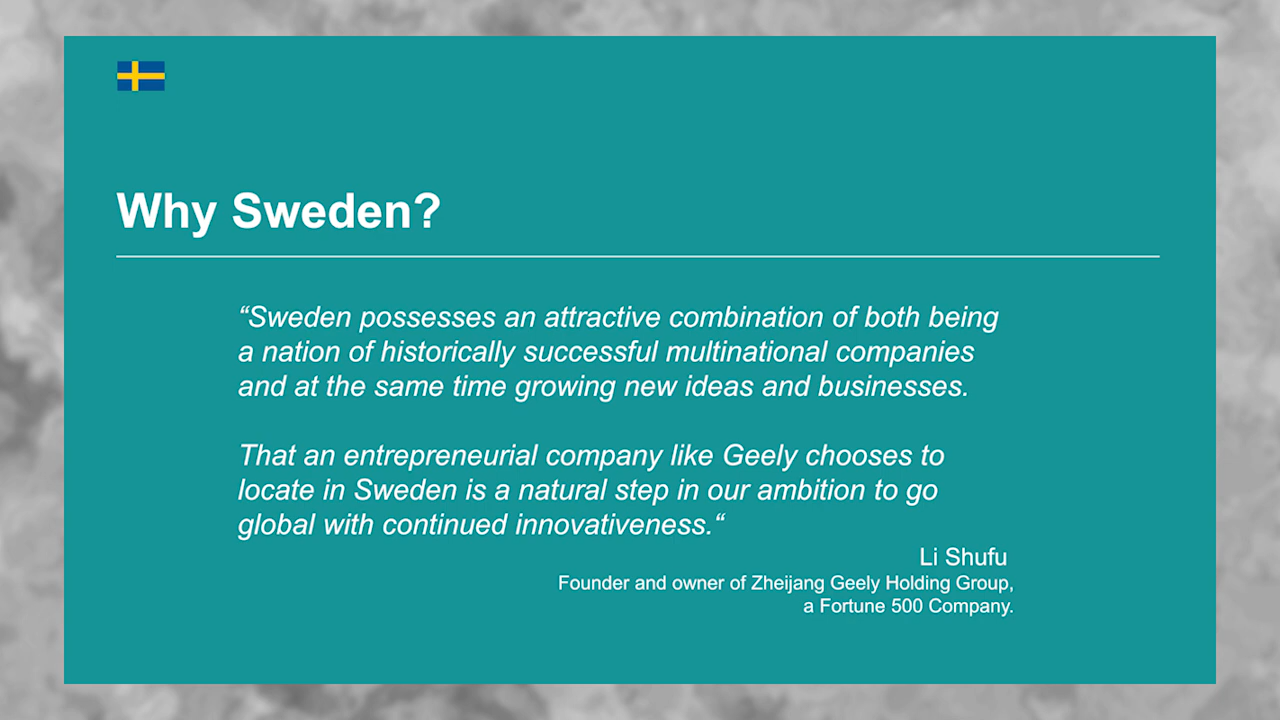 Why Sweden?
“Sweden possesses an attractive combination of both being
a nation of historically successful multinational companies
and at the same time growing new ideas and businesses.
That an entrepreneurial company like Geely chooses to
locate in Sweden is a natural step in our ambition to go
global with continued innovativeness.“
Li Shufu
Founder and owner of Zheijang Geely Holding Group,
a Fortune 500 Company.